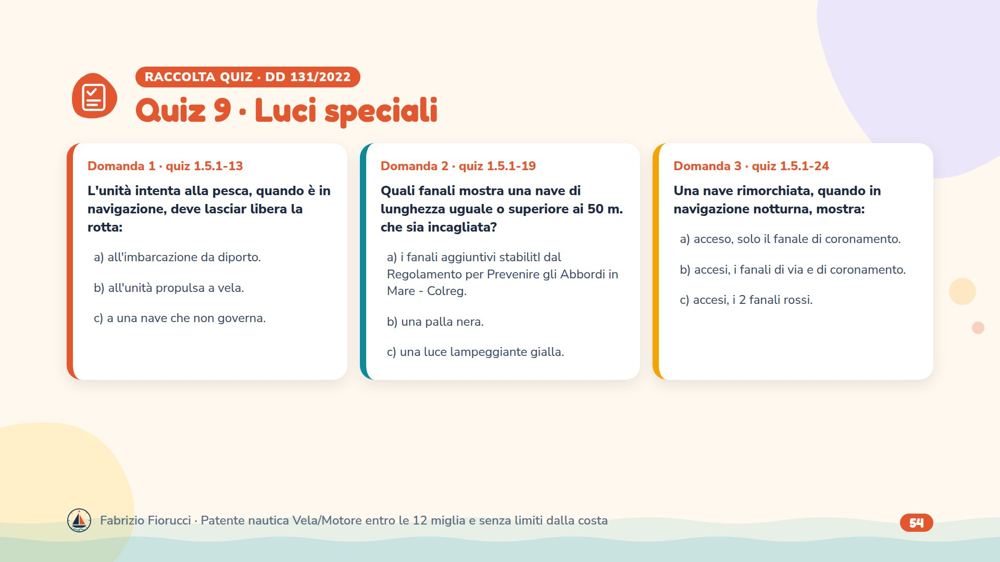 RACCOLTA QUIZ · DD 131/2022
Quiz 9 · Luci speciali
Domanda 1 · quiz 1.5.1-13
L'unità intenta alla pesca, quando è in
navigazione, deve lasciar libera la
rotta:
a) all'imbarcazione da diporto.
b) all'unità propulsa a vela.
c) a una nave che non governa.
Domanda 2 · quiz 1.5.1-19
Quali fanali mostra una nave di
lunghezza uguale o superiore ai 50 m.
che sia incagliata?
a) i fanali aggiuntivi stabilitl dal
Regolamento per Prevenire gli Abbordi in
Mare - Colreg.
b) una palla nera.
c) una luce lampeggiante gialla.
Domanda 3 · quiz 1.5.1-24
Una nave rimorchiata, quando in
navigazione notturna, mostra:
a) acceso, solo il fanale di coronamento.
b) accesi, i fanali di via e di coronamento.
c) accesi, i 2 fanali rossi.
Fabrizio Fiorucci · Patente nautica Vela/Motore entro le 12 miglia e senza limiti dalla costa
54